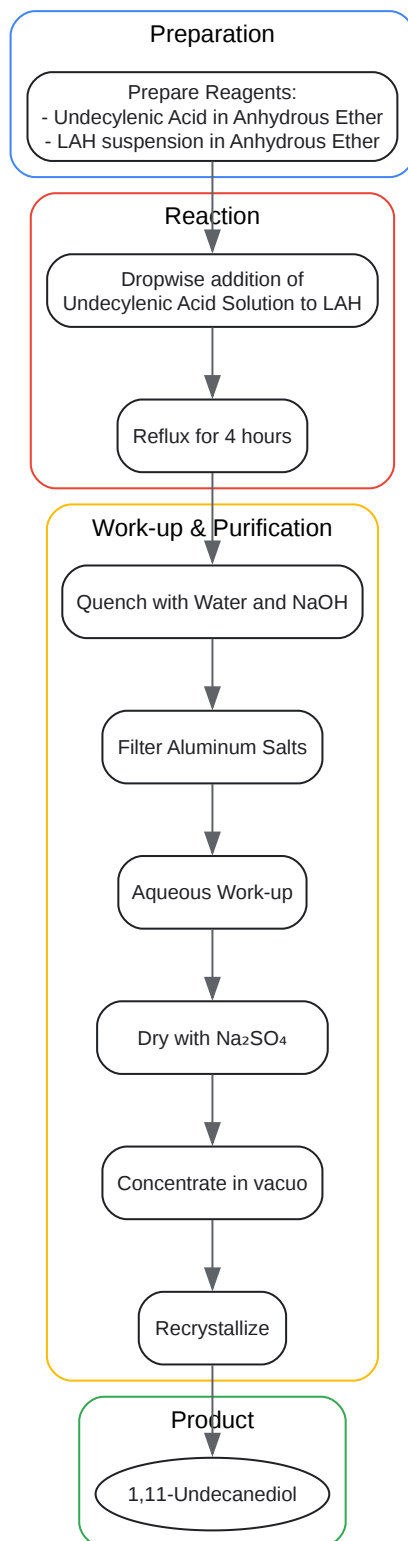 Preparation
Prepare Reagents:
- Undecylenic Acid in Anhydrous Ether
- LAH suspension in Anhydrous Ether
Reaction
Dropwise addition of
Undecylenic Acid Solution to LAH
Reflux for 4 hours
Work-up & Purification
Quench with Water and NaOH
Filter Aluminum Salts
Aqueous Work-up
Dry with Na₂SO₄
Concentrate in vacuo
Recrystallize
Product
1,11-Undecanediol